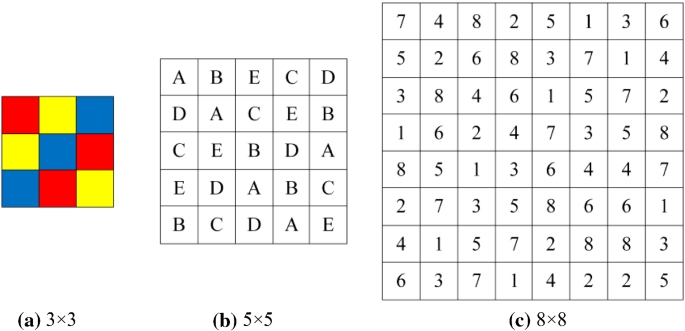 A B E C D
D A C E B
C E B D A
E D A B C
B C D A E
7 4 8 2 5 1 3 6
5 2 6 8 3 7 1 4
3 8 4 6 1 5 7 2
1 6 2 4 7 3 5 8
8 5 1 3 6 4 4 7
2 7 3 5 8 6 6 1
4 1 5 7 2 8 8 3
6 3 7 1 4 2 2 5
(a) 3×3
(b) 5×5
(c) 8×8